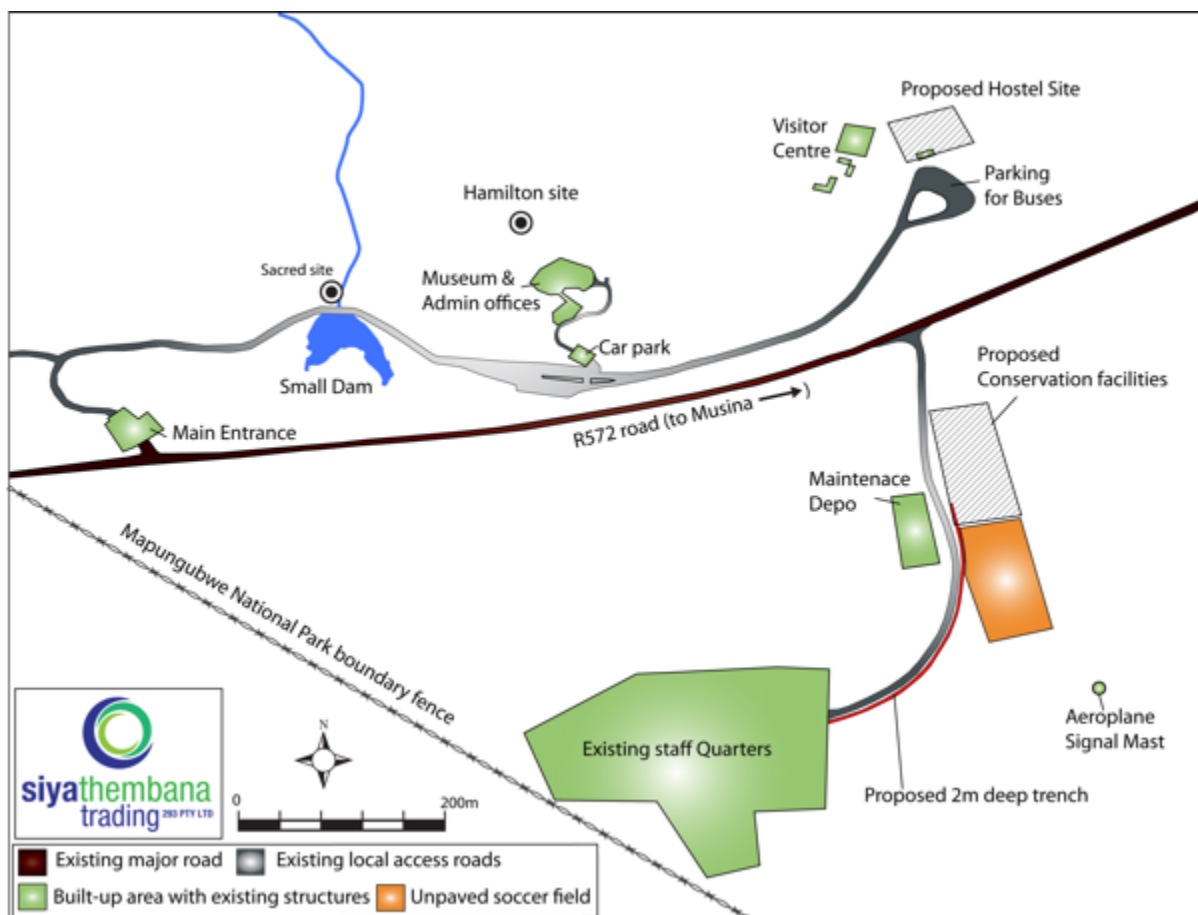 Proposed Hostel Site
Visitor
Centre
Parking
for Buses
Hamilton site
Sacred site
Museum &
Admin offices
Car park
Small Dam
Main Entrance
R572 road (to Musina )
Proposed
Conservation facilities
Maintenace
Depo
Mapungubwe National Park boundary fence
Existing staff Quarters
Aeroplane
Signal Mast
Proposed 2m deep trench
siyathembana
trading 293 PTY LTD
N
0 200m
Existing major road
Existing local access roads
Built-up area with existing structures
Unpaved soccer field